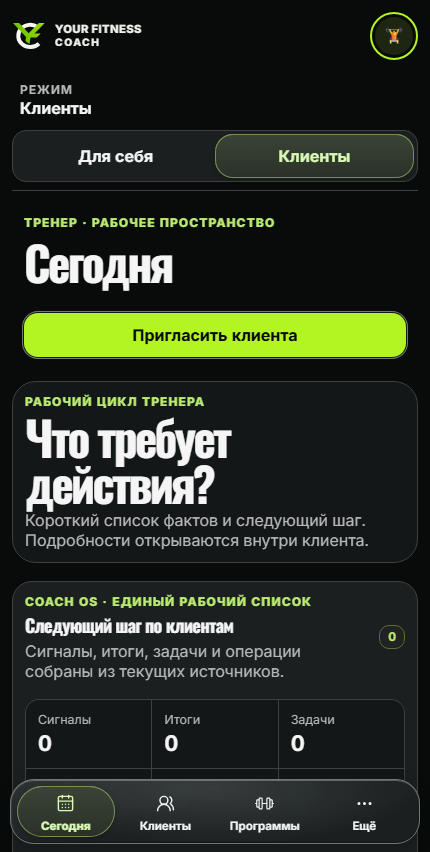 YOUR FITNESS
COACH
РЕЖИМ
Клиенты
Для себя
Клиенты
ТРЕНЕР · РАБОЧЕЕ ПРОСТРАНСТВО
Сегодня
Пригласить клиента
РАБОЧИЙ ЦИКЛ ТРЕНЕРА
Что требует
действия?
Короткий список фактов и следующий шаг.
Подробности открываются внутри клиента.
COACH OS · ЕДИНЫЙ РАБОЧИЙ СПИСОК
Следующий шаг по клиентам
0
Сигналы, итоги, задачи и операции
собраны из текущих источников.
Сигналы
0
Итоги
0
Задачи
0
Сегодня
Клиенты
Программы
Ещё